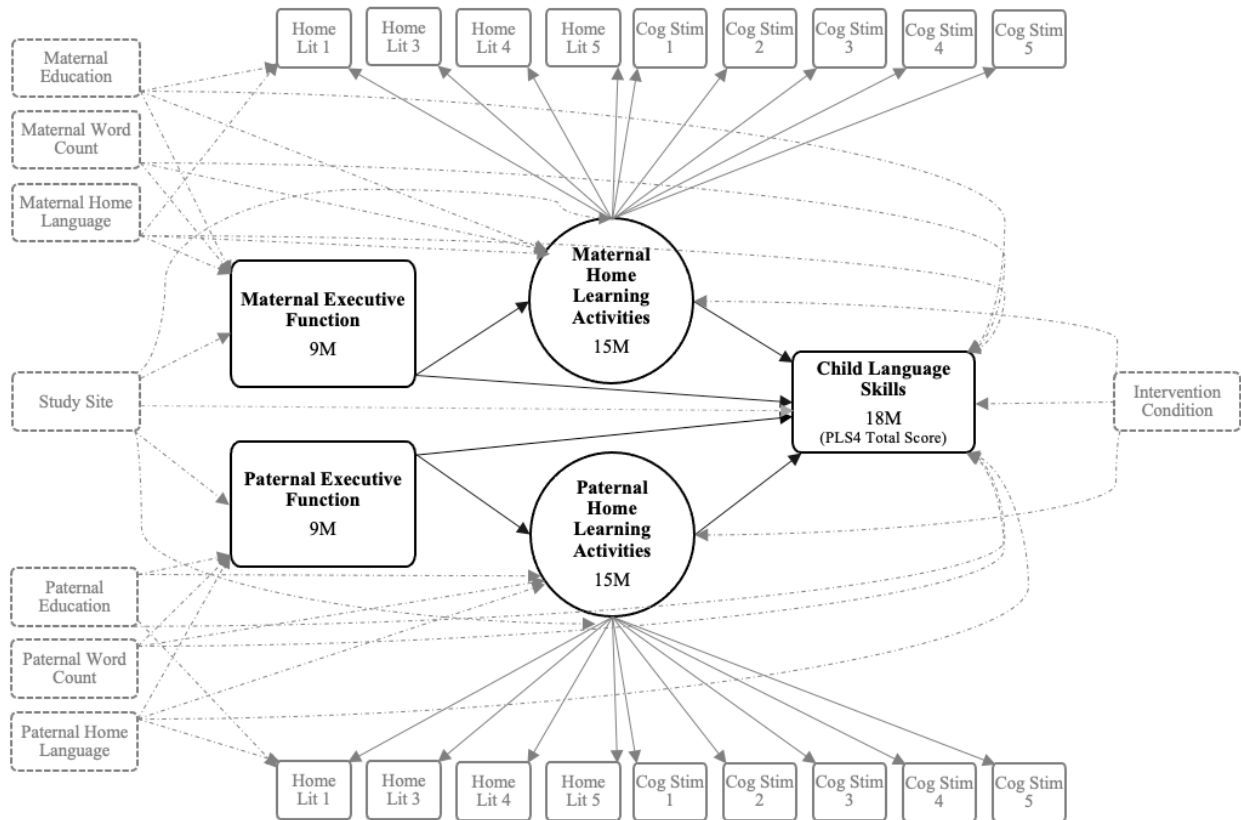 Home
Lit 1
Home
Lit 3
Home
Lit 4
Home
Lit 5
Cog Stim
1
Cog Stim
2
Cog Stim
3
Cog Stim
4
Cog Stim
5
Maternal
Education
Maternal Word
Count
Maternal Home
Language
Maternal Executive
Function
9M
Maternal
Home
Learning
Activities
15M
Study Site
Child Language
Skills
18M
(PLS4 Total Score)
Intervention
Condition
Paternal Executive
Function
9M
Paternal
Home
Learning
Activities
15M
Paternal
Education
Paternal Word
Count
Paternal Home
Language
Home
Lit 1
Home
Lit 3
Home
Lit 4
Home
Lit 5
Cog Stim
1
Cog Stim
2
Cog Stim
3
Cog Stim
4
Cog Stim
5